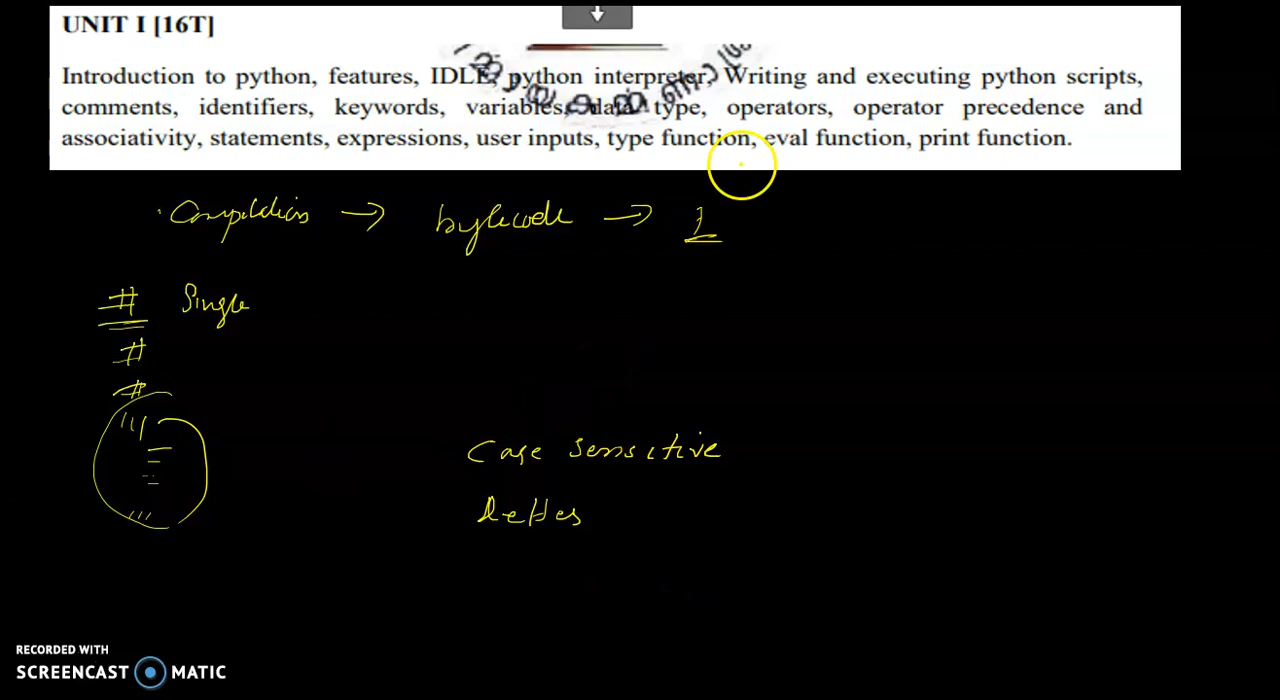 UNIT I [16T]
Introduction to python, features, IDLE, python interpreter, Writing and executing python scripts,
comments, identifiers, keywords, variables, data type, operators, operator precedence and
associativity, statements, expressions, user inputs, type function, eval function, print function.
Compilation → bytecode → I
# Single
#
#
'''
Case sensitive
'''
RECORDED WITH
SCREENCAST MATIC